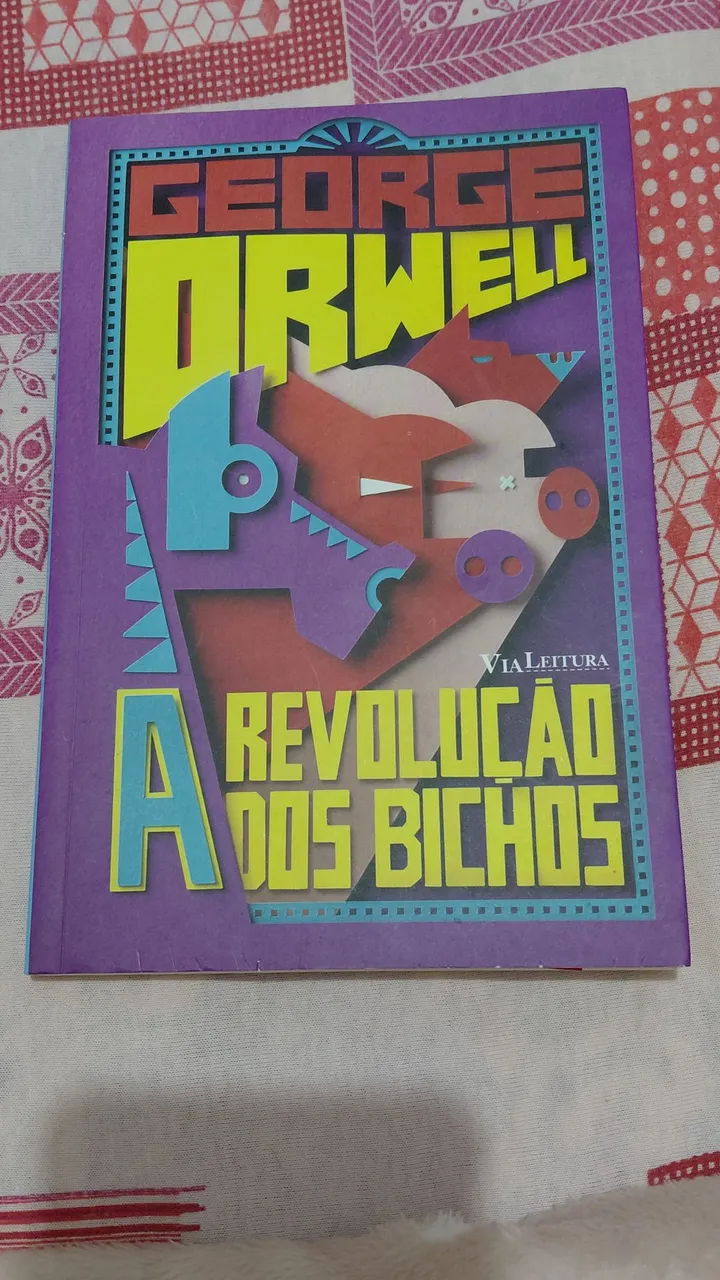 GEORGE
ORWELL
VIA LEITURA
A REVOLUÇÃO
DOS BICHOS